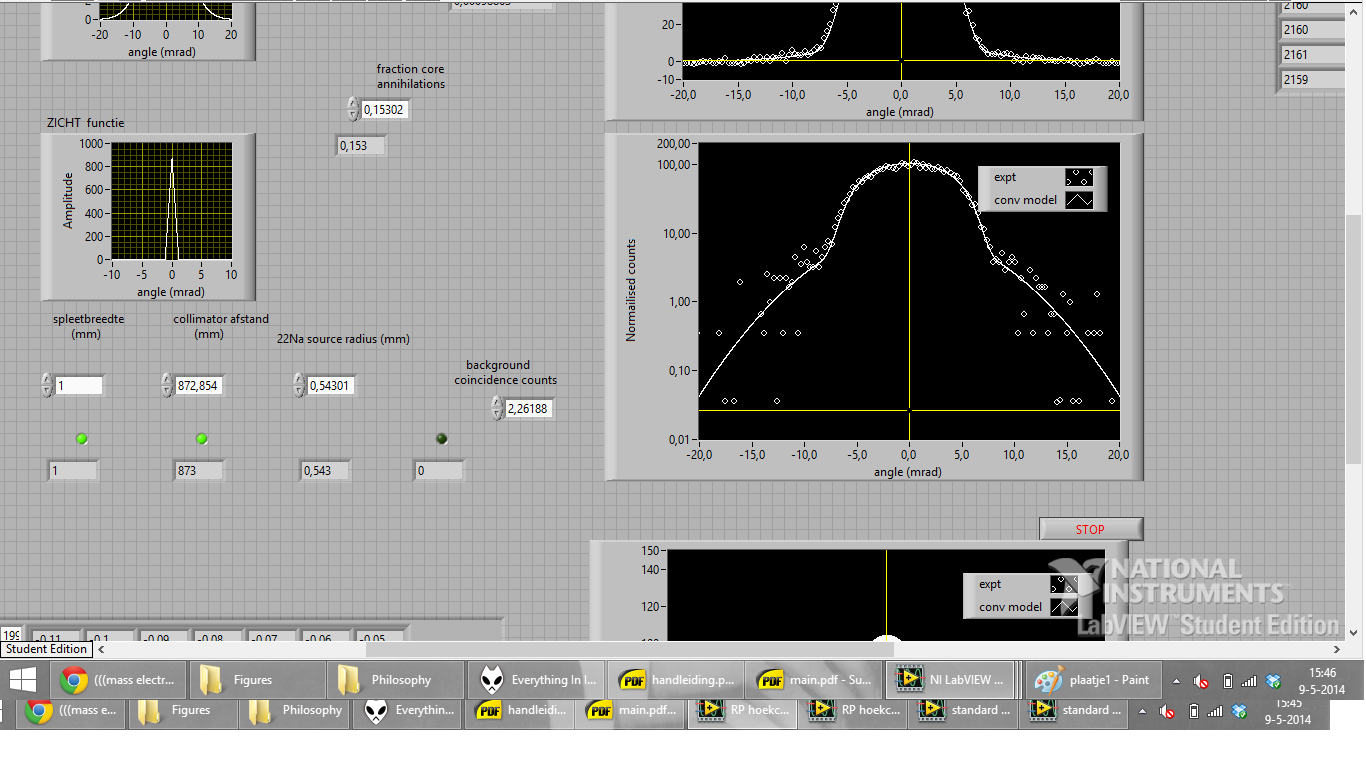 2
0
-20 -10 0 10 20
angle (mrad)
fraction core
annihilations
0,15302
0,153
20
0
-10
-20,0 -15,0 -10,0 -5,0 0,0 5,0 10,0 15,0 20,0
angle (mrad)
2160
2160
2161
2159
ZICHT functie
1000
800
600
400
200
0
Amplitude
-10 -5 0 5 10
angle (mrad)
200,00
100,00
10,00
1,00
0,10
0,01
Normailised counts
expt
conv model
-20,0 -15,0 -10,0 -5,0 0,0 5,0 10,0 15,0 20,0
angle (mrad)
spleetbreedte
(mm)
collimator afstand
(mm)
22Na source radius (mm)
background
coincidence counts
1
872,854
0,54301
2,26188
1
873
0,543
0
STOP
150
140
120
100
expt
conv model
NATIONAL
INSTRUMENTS
LabVIEW™ Student Edition
199 -0,11 -0,1 -0,09 -0,08 -0,07 -0,06 -0,05
Student Edition
(((mass electr... Figures Philosophy Everything In I... handleiding.p... main.pdf - Su... NI LabVIEW ... plaatje1 - Paint 15:46
9-5-2014
(((mass e... Figures Philosophy Everythin... handleidi... main.pdf... RP hoekc... RP hoekc... standard ... standard ... 15:45
9-5-2014